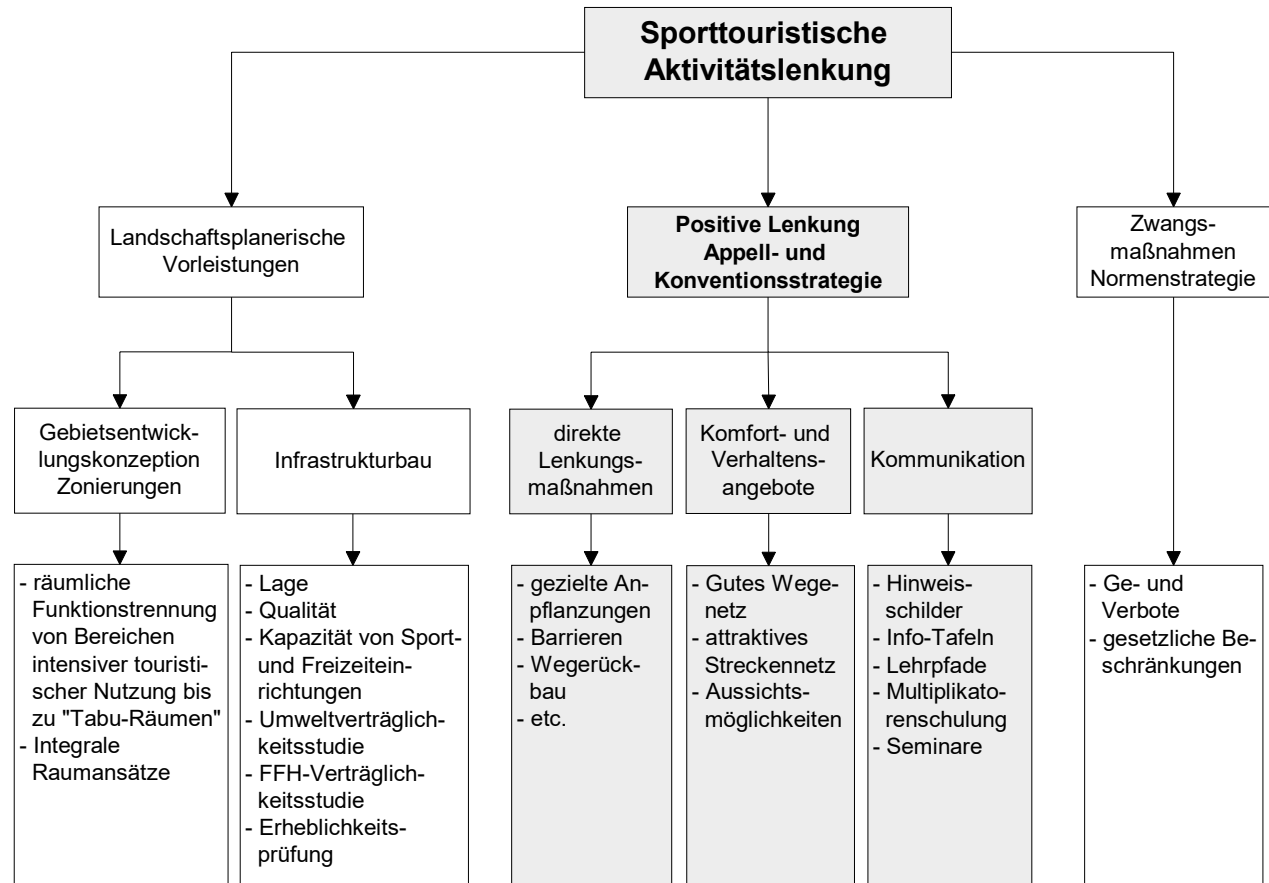 Sporttouristische
Aktivitätslenkung
Landschaftsplanerische
Vorleistungen
Positive Lenkung
Appell- und
Konventionsstrategie
Zwangs-
maßnahmen
Normenstrategie
Gebietsentwick-
lungskonzeption
Zonierungen
Infrastrukturbau
direkte
Lenkungs-
maßnahmen
Komfort- und
Verhaltens-
angebote
Kommunikation
- räumliche
Funktionstrennung
von Bereichen
intensiver touristi-
scher Nutzung bis
zu "Tabu-Räumen"
- Integrale
Raumansätze
- Lage
- Qualität
- Kapazität von Sport-
und Freizeitein-
richtungen
- Umweltverträglich-
keitsstudie
- FFH-Verträglich-
keitsstudie
- Erheblichkeits-
prüfung
- gezielte An-
pflanzungen
- Barrieren
- Wegerück-
bau
- etc.
- Gutes Wege-
netz
- attraktives
Streckennetz
- Aussichts-
möglichkeiten
- Hinweis-
schilder
- Info-Tafeln
- Lehrpfade
- Multiplikato-
renschulung
- Seminare
- Ge- und
Verbote
- gesetzliche Be-
schränkungen